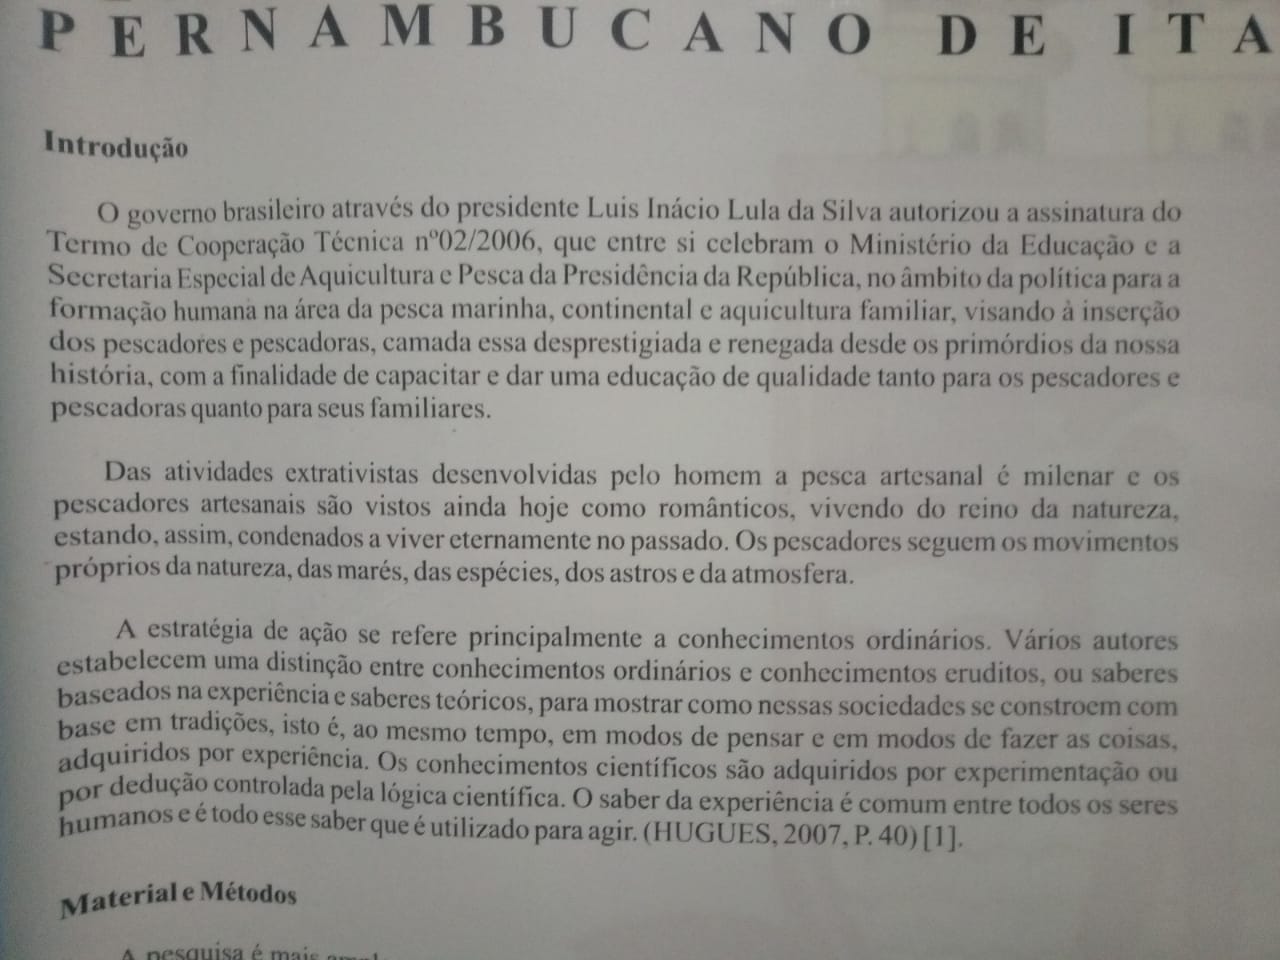 PERNAMBUCANO DE ITA
Introdução
O governo brasileiro através do presidente Luis Inácio Lula da Silva autorizou a assinatura do
Termo de Cooperação Técnica nº02/2006, que entre si celebram o Ministério da Educação e a
Secretaria Especial de Aquicultura e Pesca da Presidência da República, no âmbito da política para a
formação humana na área da pesca marinha, continental e aquicultura familiar, visando à inserção
dos pescadores e pescadoras, camada essa desprestigiada e renegada desde os primórdios da nossa
história, com a finalidade de capacitar e dar uma educação de qualidade tanto para os pescadores e
pescadoras quanto para seus familiares.
Das atividades extrativistas desenvolvidas pelo homem a pesca artesanal é milenar e os
pescadores artesanais são vistos ainda hoje como românticos, vivendo do reino da natureza,
estando, assim, condenados a viver eternamente no passado. Os pescadores seguem os movimentos
próprios da natureza, das marés, das espécies, dos astros e da atmosfera.
A estratégia de ação se refere principalmente a conhecimentos ordinários. Vários autores
estabelecem uma distinção entre conhecimentos ordinários e conhecimentos eruditos, ou saberes
baseados na experiência e saberes teóricos, para mostrar como nessas sociedades se constroem com
base em tradições, isto é, ao mesmo tempo, em modos de pensar e em modos de fazer as coisas,
adquiridos por experiência. Os conhecimentos científicos são adquiridos por experimentação ou
por dedução controlada pela lógica científica. O saber da experiência é comum entre todos os seres
humanos e é todo esse saber que é utilizado para agir. (HUGUES, 2007, P. 40) [1].
Material e Métodos
A pesquisa é mais